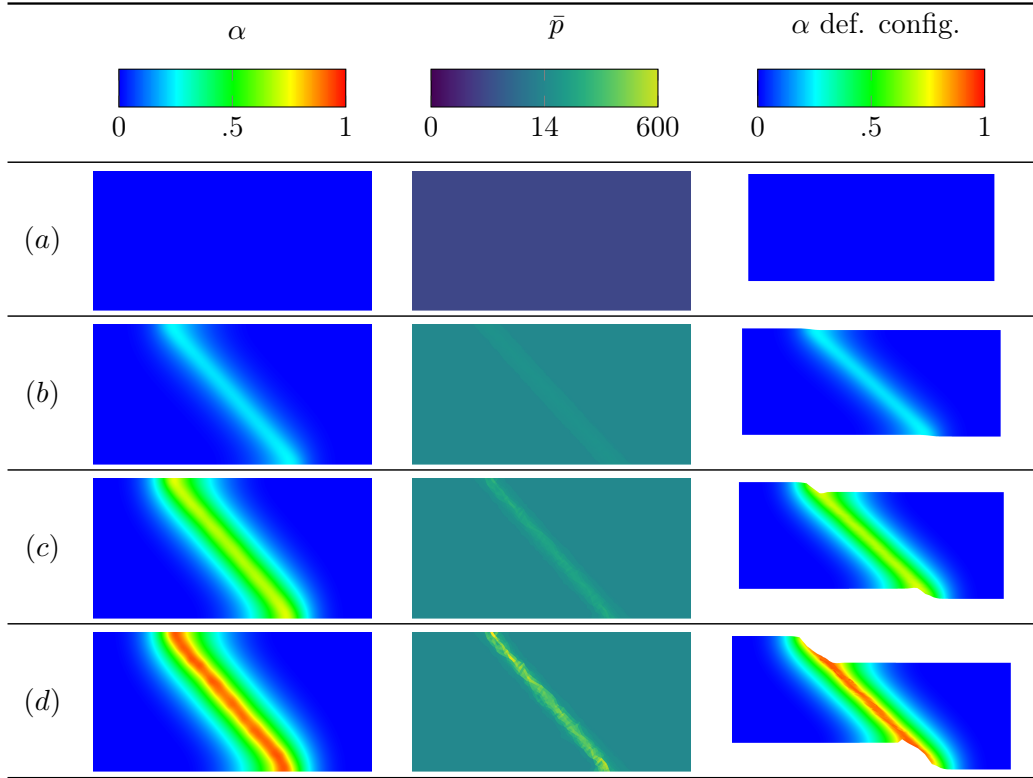 α p̄ α def. config.
0 .5 1 0 14 600 0 .5 1
(a)
(b)
(c)
(d)